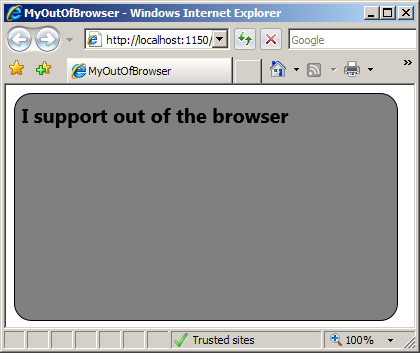 MyOutOfBrowser - Windows Internet Explorer
http://localhost:1150/
Google
MyOutOfBrowser
I support out of the browser
Trusted sites
100%